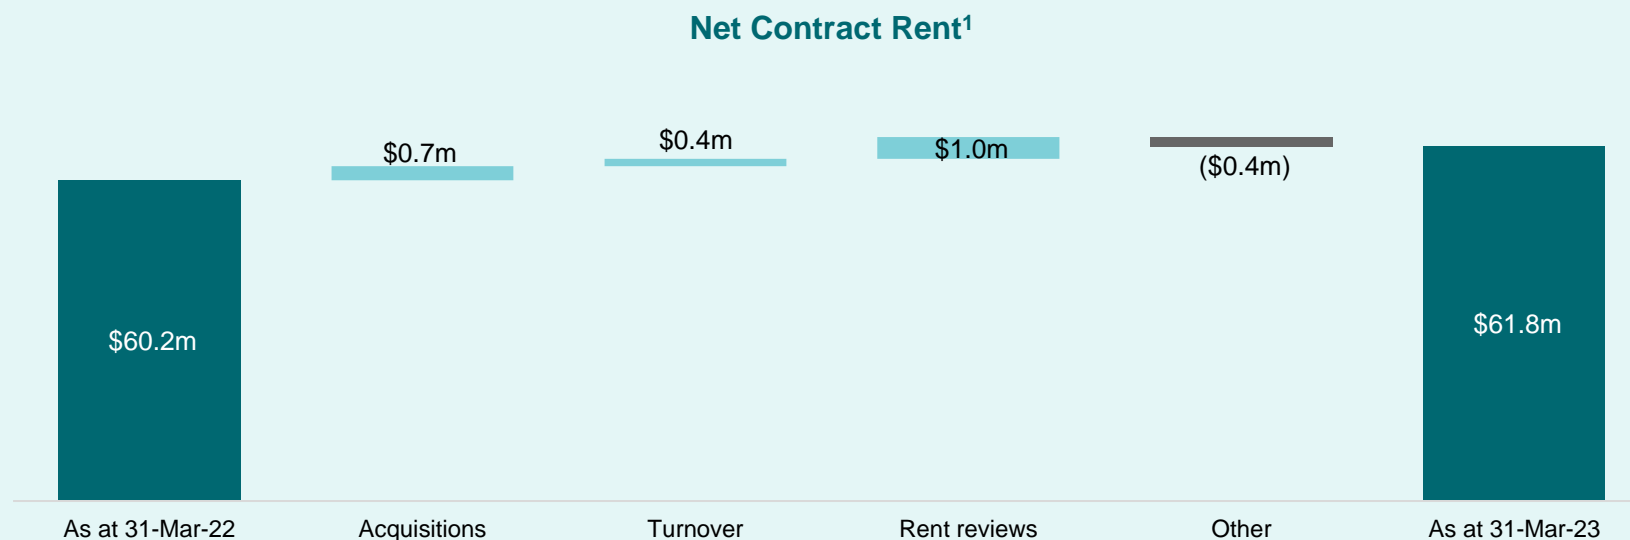 Net Contract Rent¹
$0.7m
$0.4m
$1.0m
($0.4m)
$60.2m
$61.8m
As at 31-Mar-22
Acquisitions
Turnover
Rent reviews
Other
As at 31-Mar-23